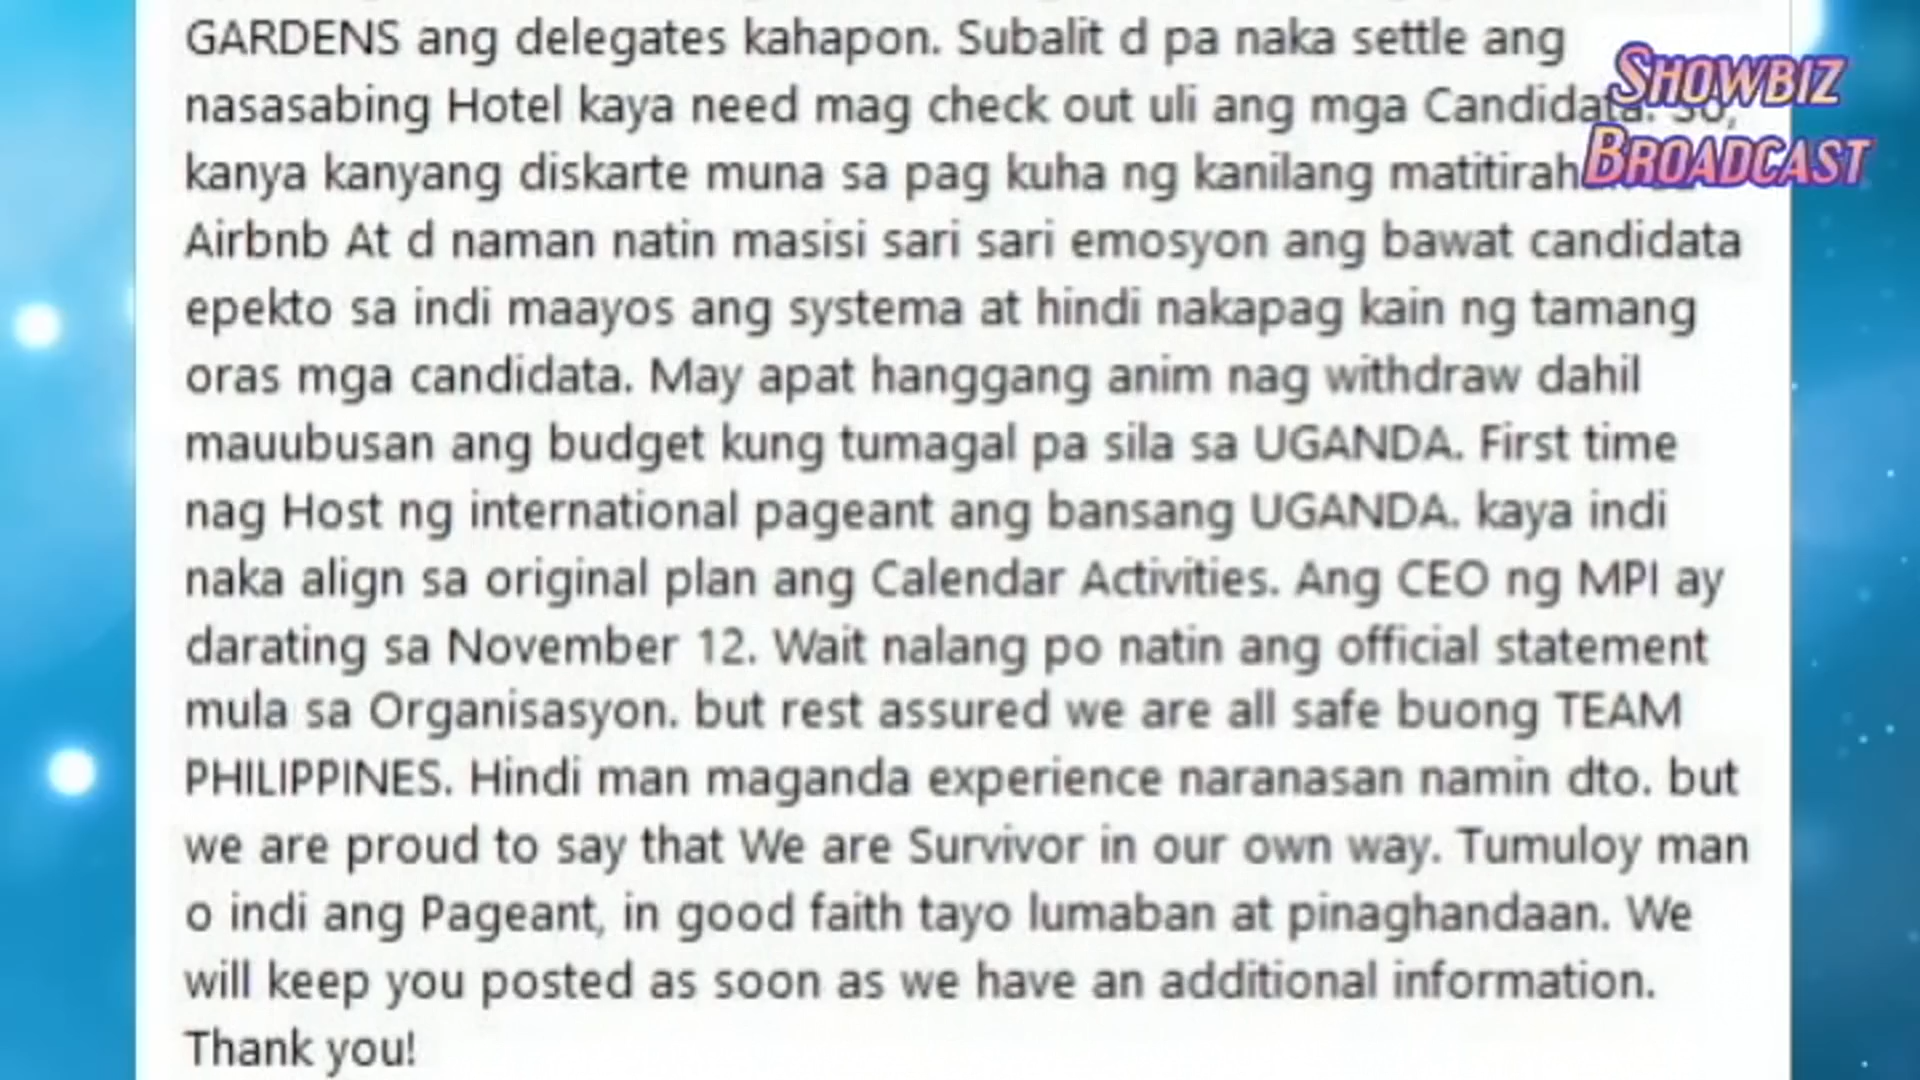 GARDENS ang delegates kahapon. Subalit d pa naka settle ang
nasasabing Hotel kaya need mag check out uli ang mga Candidata. So,
kanya kanyang diskarte muna sa pag kuha ng kanilang
Airbnb At d naman natin masisi sari sari emosyon ang bawat candidata
epekto sa indi maayos ang systema at hindi nakapag kain ng tamang
oras mga candidata. May apat hanggang anim nag withdraw dahil
mauubusan ang budget kung tumagal pa sila sa UGANDA. First time
nag Host ng international pageant ang bansang UGANDA. kaya indi
naka align sa original plan ang Calendar Activities. Ang CEO ng MPI ay
darating sa November 12. Wait nalang po natin ang official statement
mula sa Organisasyon. but rest assured we are all safe buong TEAM
PHILIPPINES. Hindi man maganda experience naranasan namin dto. but
we are proud to say that We are Survivor in our own way. Tumuloy man
o indi ang Pageant, in good faith tayo lumaban at pinaghandaan. We
will keep you posted as soon as we have an additional information.
Thank you!
SHOWBIZ
BROADCAST